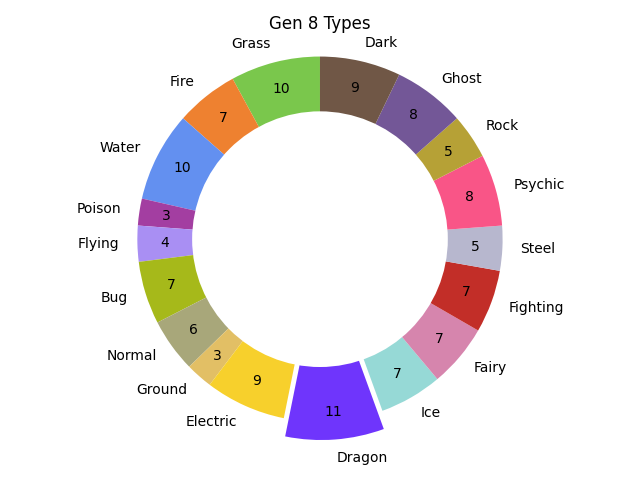 Gen 8 Types
Grass
10
Fire
7
Water
10
Poison
3
Flying
4
Bug
7
Normal
6
Ground
3
Electric
9
Dragon
11
Ice
7
Fairy
7
Fighting
7
Steel
5
Psychic
8
Rock
5
Ghost
8
Dark
9